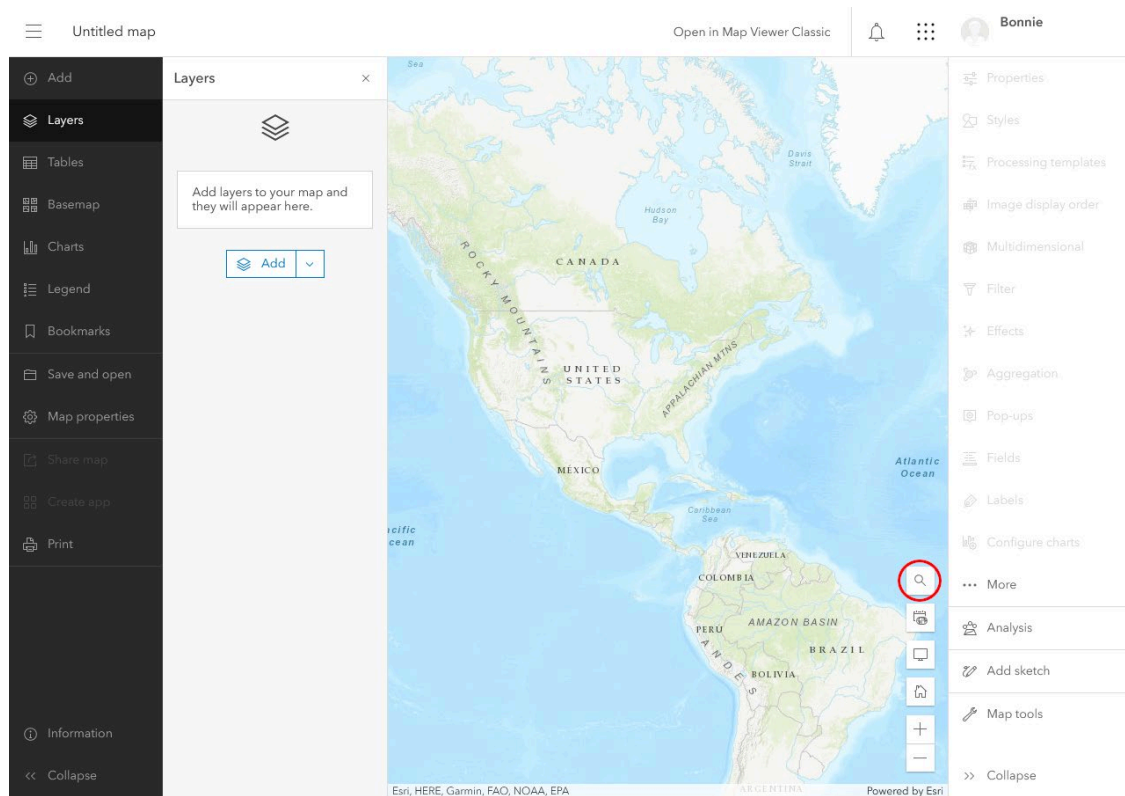 Untitled map
Open in Map Viewer Classic
Bonnie
Add
Layers
Tables
Basemap
Charts
Legend
Bookmarks
Save and open
Map properties
Share map
Create app
Print
Information
Collapse
Layers
Add layers to your map and
they will appear here.
Add
Sea
Davis
Strait
Hudson
Bay
CANADA
ROCKY MOUNTAINS
UNITED
STATES
APPALACHIAN MTNS
MÉXICO
Atlantic
Ocean
Caribbean
Sea
acific
cean
VENEZUELA
COLOMBIA
AMAZON BASIN
PERU
BRAZIL
ANDES
BOLIVIA
ARGENTINA
Esri, HERE, Garmin, FAO, NOAA, EPA
Powered by Esri
Properties
Styles
Processing templates
Image display order
Multidimensional
Filter
Effects
Aggregation
Pop-ups
Fields
Labels
Configure charts
More
Analysis
Add sketch
Map tools
Collapse